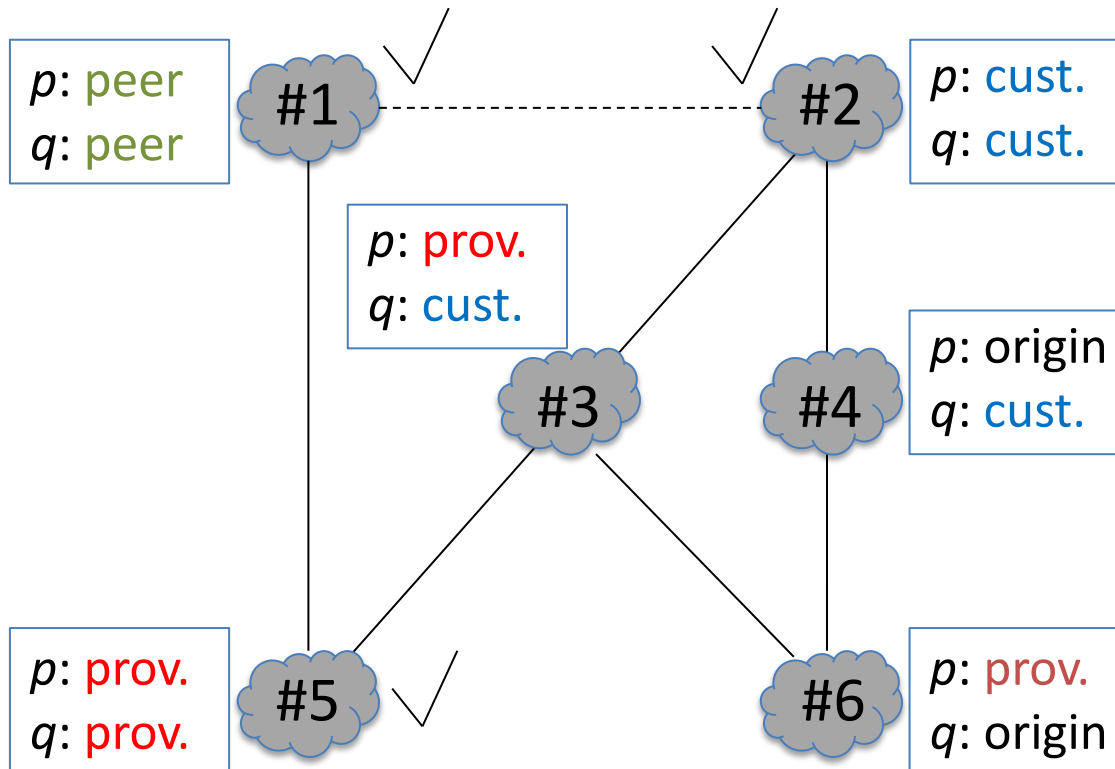 p: peer
q: peer
#1
#2
p: cust.
q: cust.
p: prov.
q: cust.
#3
#4
p: origin
q: cust.
p: prov.
q: prov.
#5
#6
p: prov.
q: origin